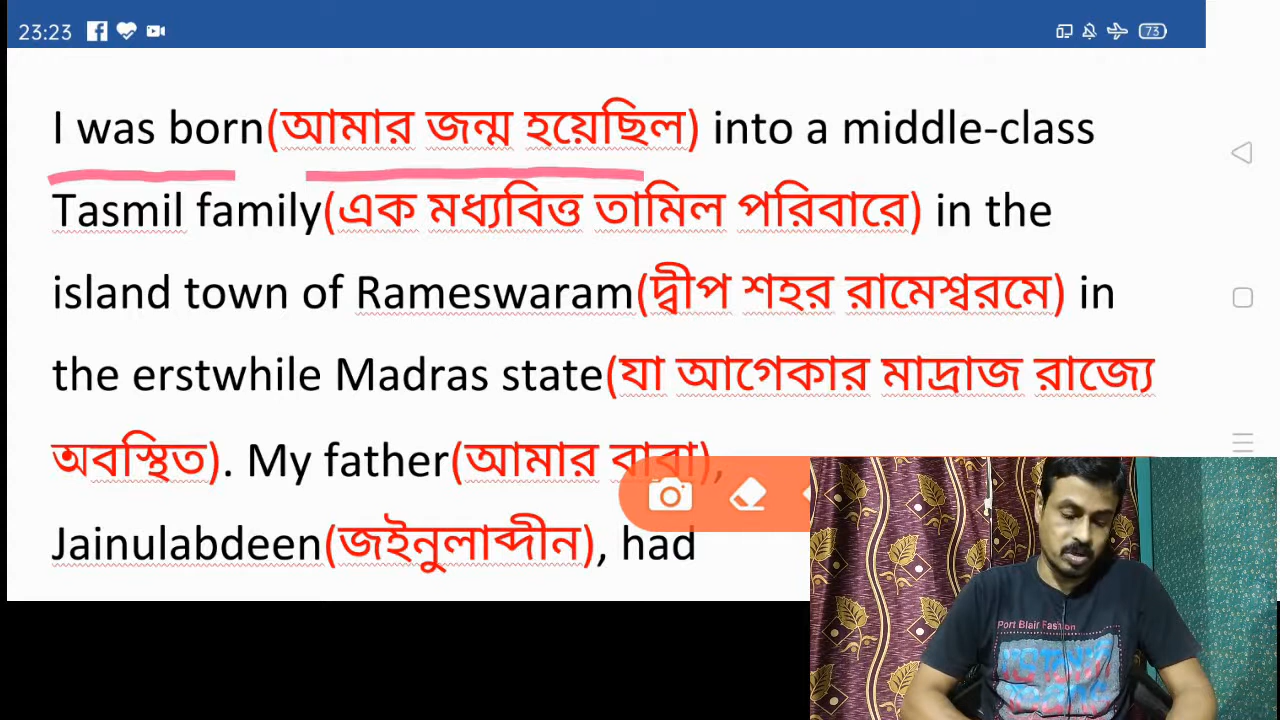 23:23
73
I was born(আমার জন্ম হয়েছিল) into a middle-class
Tasmil family(এক মধ্যবিত্ত তামিল পরিবারে) in the
island town of Rameswaram(দ্বীপ শহর রামেশ্বরমে) in
the erstwhile Madras state(যা আগেকার মাদ্রাজ রাজ্যে
অবস্থিত). My father(আমার বাবা),
Jainulabdeen(জইনুলাব্দীন), had
Port Blair Fashion